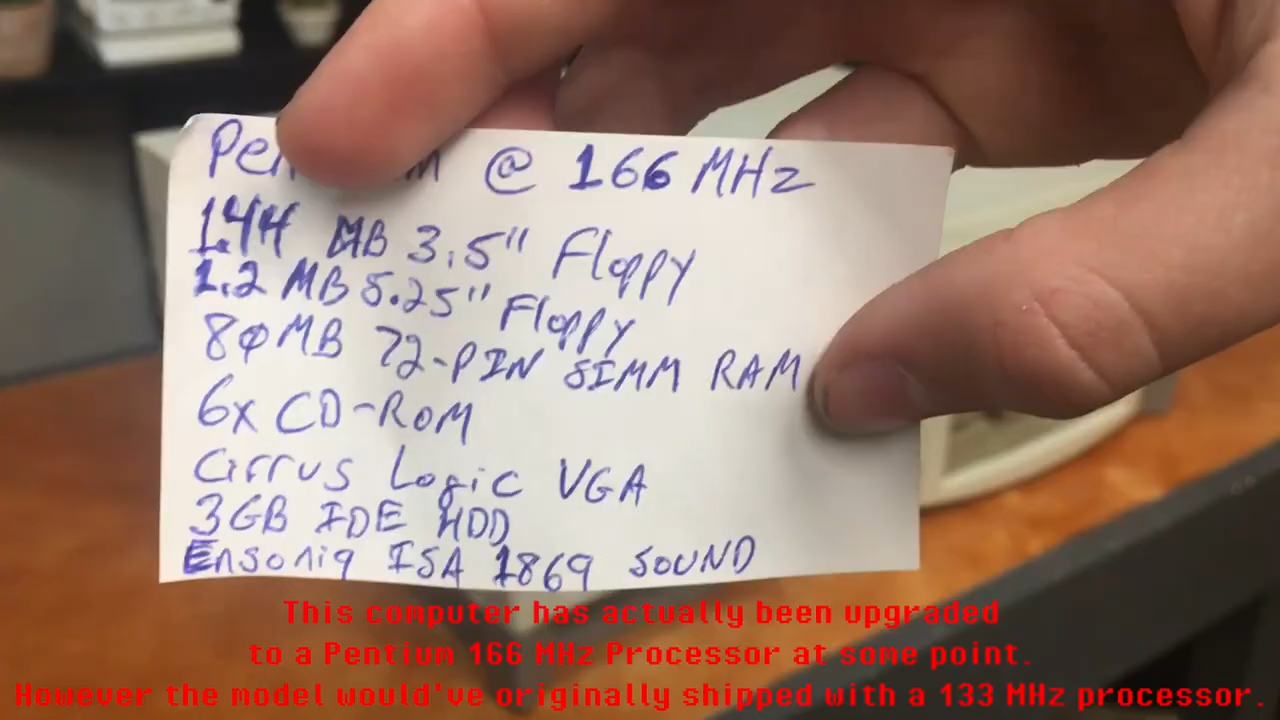 Pen m @ 166 MHz
1.44 MB 3.5" Floppy
1.2 MB 5.25" Floppy
80MB 72-PIN SIMM RAM
6x CD-ROM
Cirrus Logic VGA
3GB IDE HDD
Ensoniq ISA 1869 SOUND
This computer has actually been upgraded
to a Pentium 166 MHz Processor at some point.
However the model would've originally shipped with a 133 MHz processor.